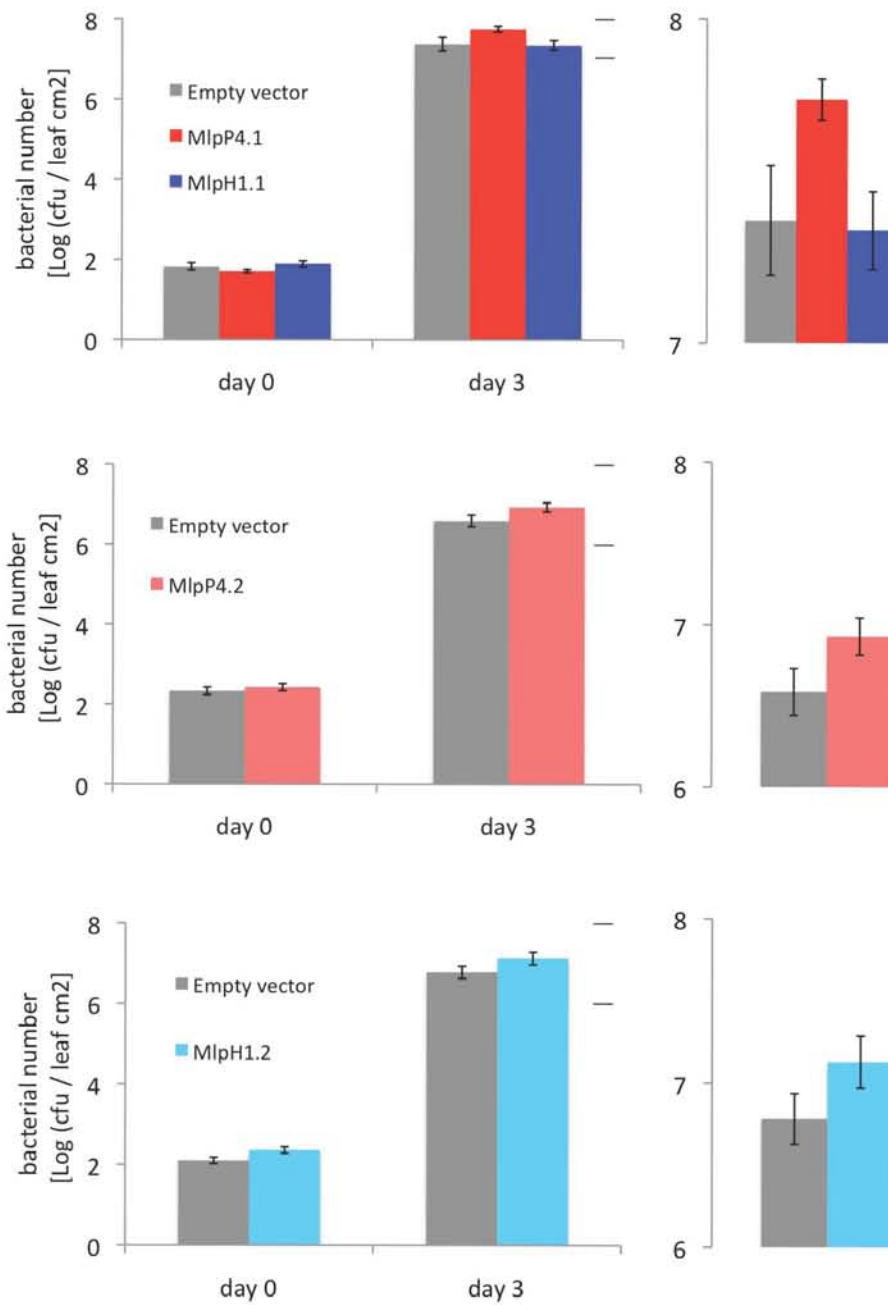 bacterial number
[Log (cfu / leaf cm2]
8
6
4
2
0
Empty vector
MlpP4.1
MlpH1.1
day 0
day 3
8
7
bacterial number
[Log (cfu / leaf cm2]
8
6
4
2
0
Empty vector
MlpP4.2
day 0
day 3
8
7
6
bacterial number
[Log (cfu / leaf cm2]
8
6
4
2
0
Empty vector
MlpH1.2
day 0
day 3
8
7
6